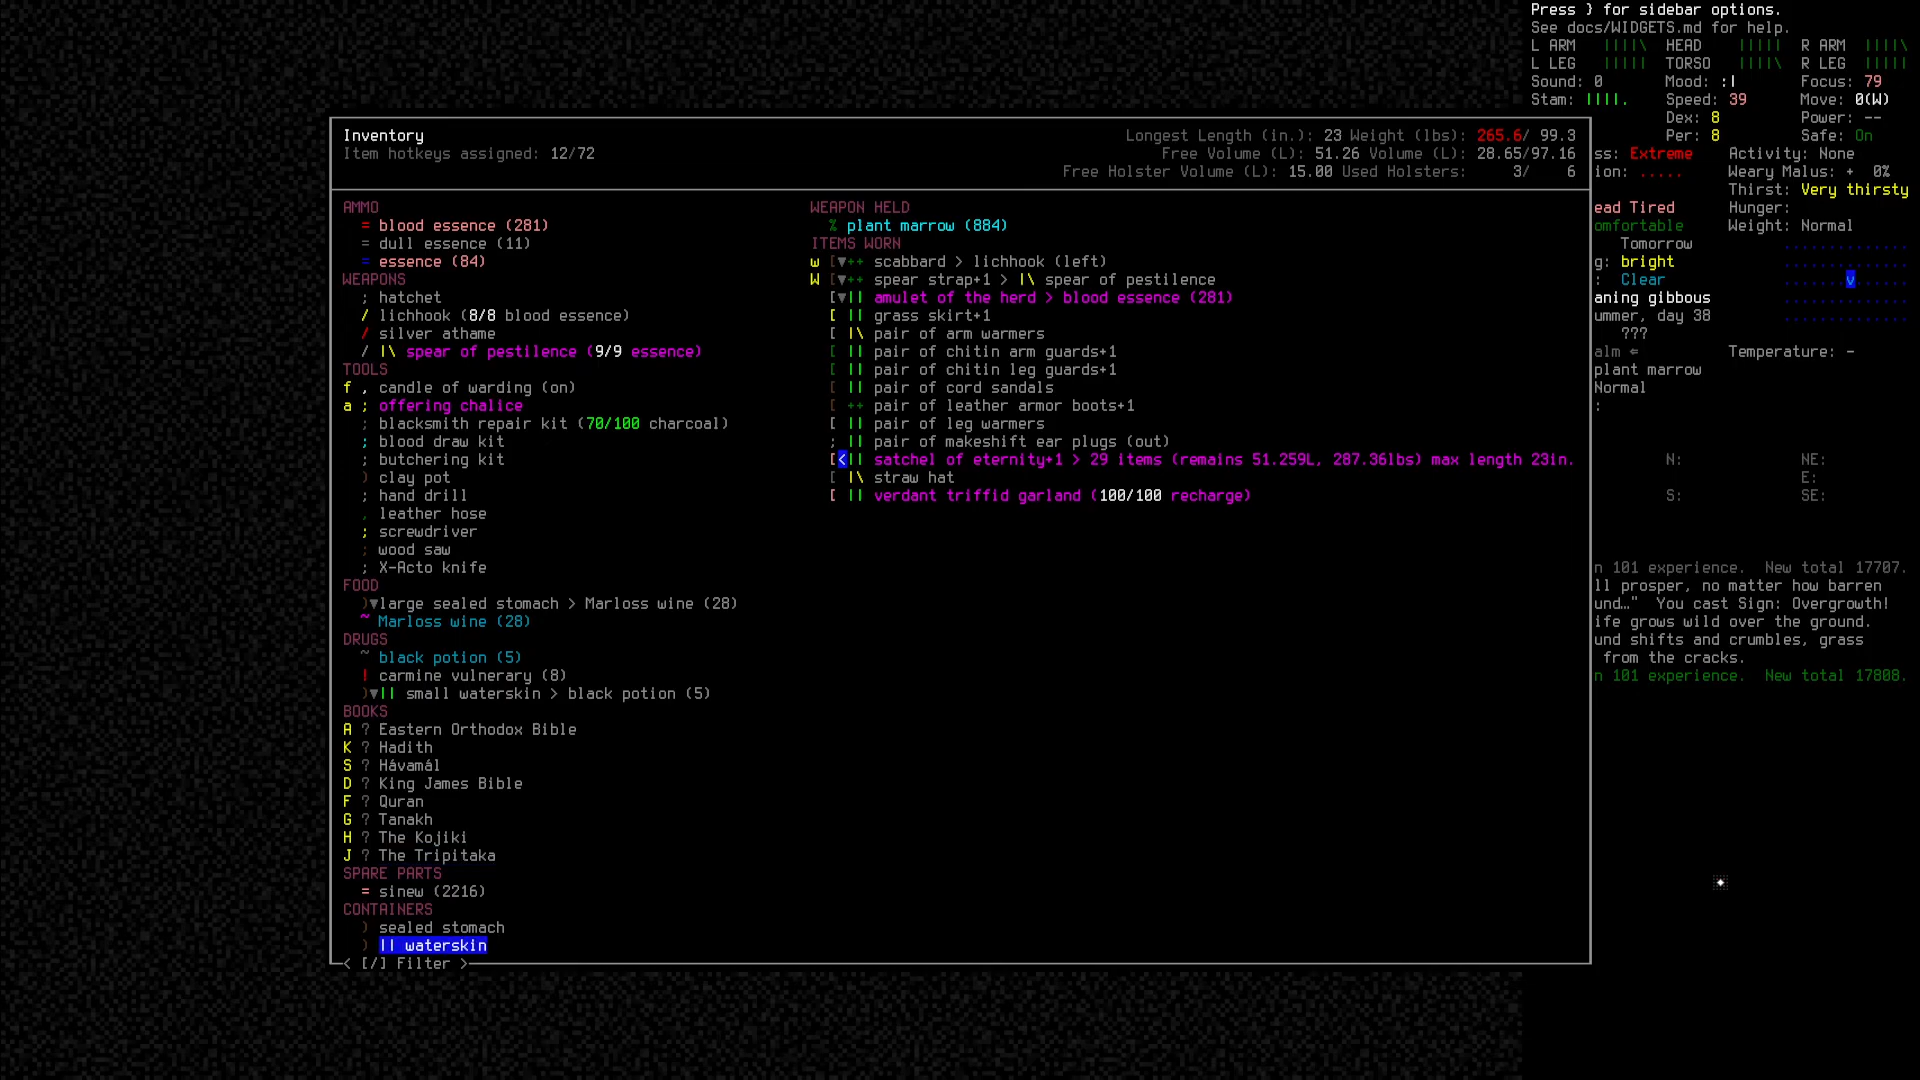 Press } for sidebar options.
See docs/WIDGETS.md for help.
L ARM ||||\ HEAD ||||| R ARM ||||\
L LEG ||||| TORSO ||||\ R LEG |||||
Sound: 0 Mood: :| Focus: 79
Stam: ||||. Speed: 39 Move: 0(W)
Dex: 8 Power: --
Per: 8 Safe: On
ss: Extreme Activity: None
ion: ..... Weary Malus: + 0%
Thirst: Very thirsty
ead Tired Hunger:
omfortable Weight: Normal
Tomorrow
g: bright
: Clear v
aning gibbous
ummer, day 38
???
alm ⇐ Temperature: -
plant marrow
Normal
:
N: NE:
E:
S: SE:
n 101 experience. New total 17707.
ll prosper, no matter how barren
und…" You cast Sign: Overgrowth!
ife grows wild over the ground.
und shifts and crumbles, grass
from the cracks.
n 101 experience. New total 17808.
Inventory Longest Length (in.): 23 Weight (lbs): 265.6/ 99.3
Item hotkeys assigned: 12/72 Free Volume (L): 51.26 Volume (L): 28.65/97.16
Free Holster Volume (L): 15.00 Used Holsters: 3/ 6
AMMO
= blood essence (281)
= dull essence (11)
= essence (84)
WEAPONS
; hatchet
/ lichhook (8/8 blood essence)
/ silver athame
/ |\ spear of pestilence (9/9 essence)
TOOLS
f , candle of warding (on)
a ; offering chalice
; blacksmith repair kit (70/100 charcoal)
; blood draw kit
; butchering kit
) clay pot
; hand drill
, leather hose
; screwdriver
; wood saw
; X-Acto knife
FOOD
)▼large sealed stomach > Marloss wine (28)
~ Marloss wine (28)
DRUGS
~ black potion (5)
! carmine vulnerary (8)
)▼|| small waterskin > black potion (5)
BOOKS
A ? Eastern Orthodox Bible
K ? Hadith
S ? Hávamál
D ? King James Bible
F ? Quran
G ? Tanakh
H ? The Kojiki
J ? The Tripitaka
SPARE PARTS
= sinew (2216)
CONTAINERS
) sealed stomach
) || waterskin
< [/] Filter >
WEAPON HELD
% plant marrow (884)
ITEMS WORN
w [▼++ scabbard > lichhook (left)
W [▼++ spear strap+1 > |\ spear of pestilence
[▼|| amulet of the herd > blood essence (281)
[ || grass skirt+1
[ |\ pair of arm warmers
[ || pair of chitin arm guards+1
[ || pair of chitin leg guards+1
[ || pair of cord sandals
[ ++ pair of leather armor boots+1
[ || pair of leg warmers
; || pair of makeshift ear plugs (out)
[<|| satchel of eternity+1 > 29 items (remains 51.259L, 287.36lbs) max length 23in.
[ |\ straw hat
[ || verdant triffid garland (100/100 recharge)